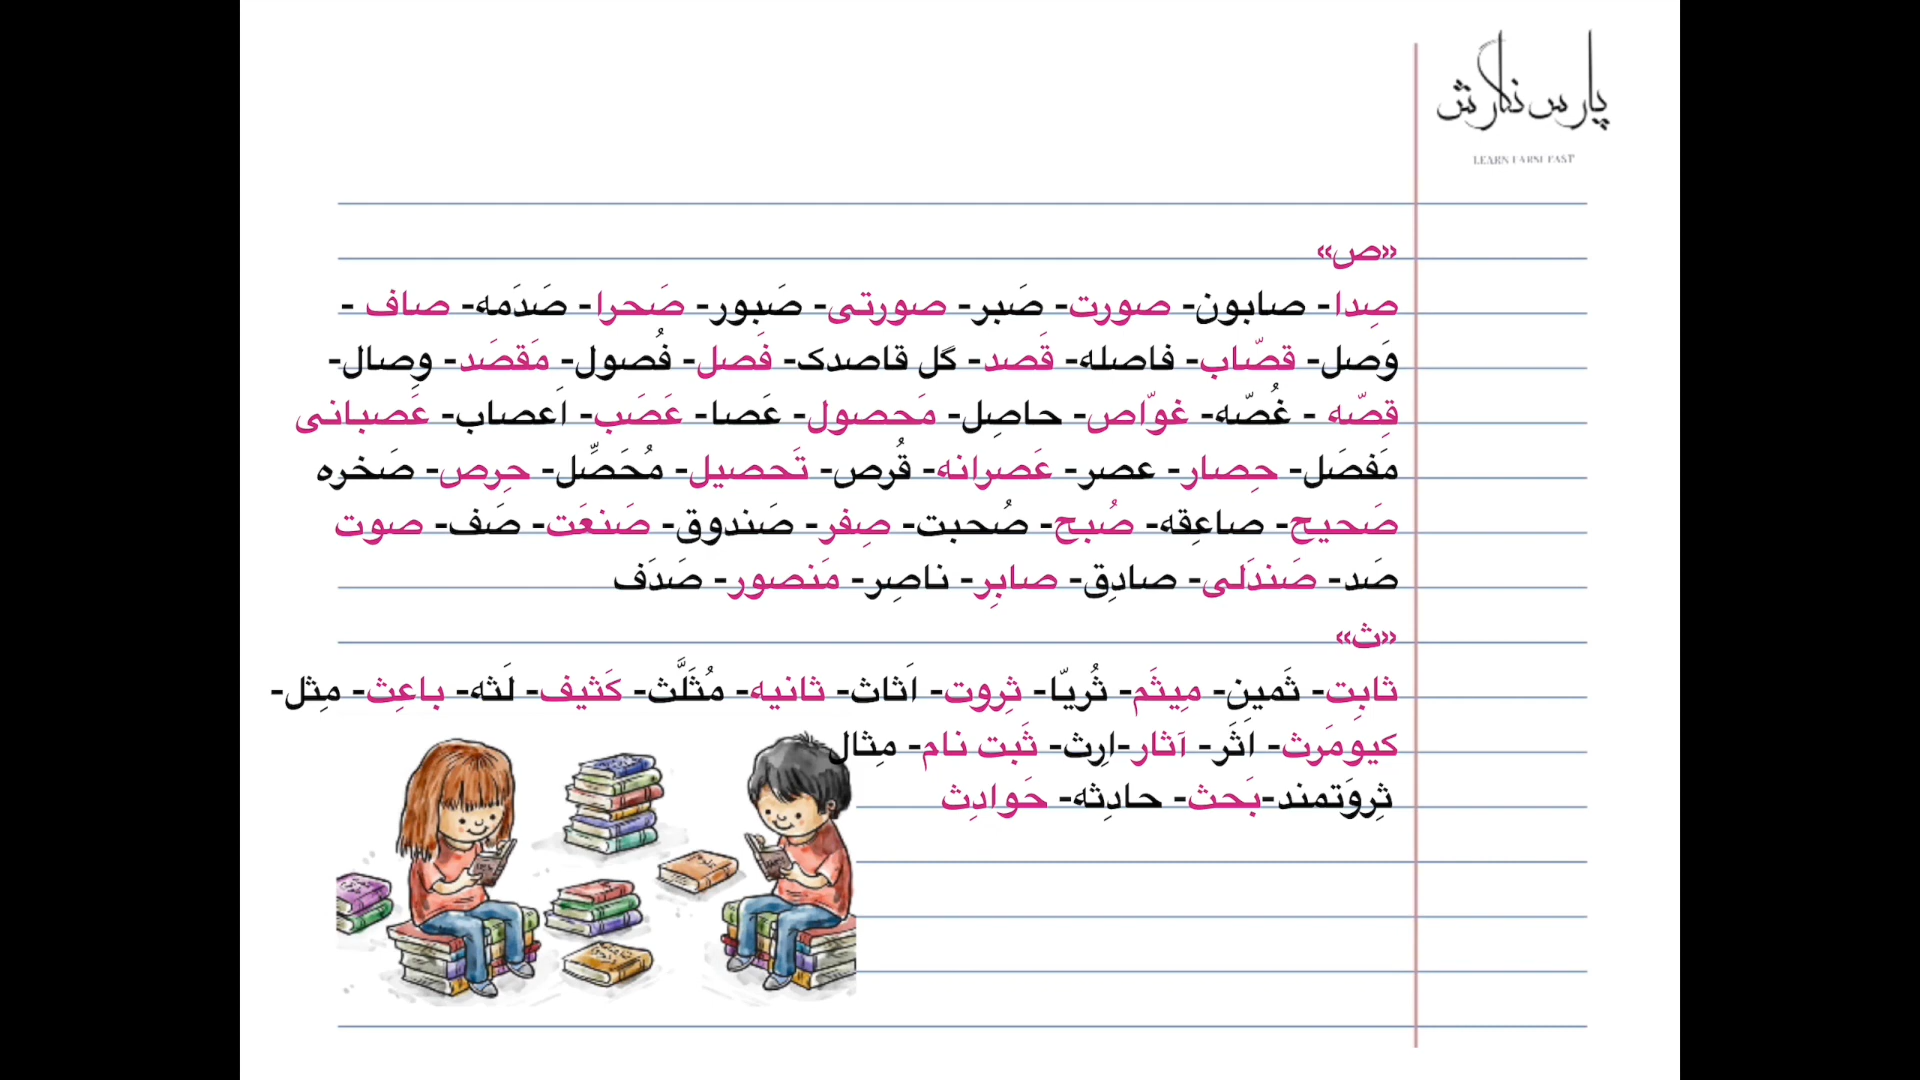 پارس نگارش
LEARN FARSI FAST
«ص»
صِدا- صابون- صورت- صَبر- صورتی- صَبور- صَحرا- صَدَمه- صاف -
وَصل- قصّاب- فاصله- قَصد- گل قاصدک- فَصل- فُصول- مَقصَد- وِصال-
قِصّه - غُصّه- غوّاص- حاصِل- مَحصول- عَصا- عَصَب- اَعصاب- عَصبانی
مَفصَل- حِصار- عصر- عَصرانه- قُرص- تَحصیل- مُحَصِّل- حِرص- صَخره
صَحیح- صاعِقه- صُبح- صُحبت- صِفر- صَندوق- صَنعَت- صَف- صوت
صَد- صَندَلی- صادِق- صابِر- ناصِر- مَنصور- صَدَف
«ث»
ثابِت- ثَمین- مِیثَم- ثُریّا- ثِروت- اَثاث- ثانیه- مُثَلَّث- کَثیف- لَثه- باعِث- مِثل-
کیومَرث- اَثَر- آثار-اِرث- ثَبت نام- مِثال
ثِروَتمند-بَحث- حادِثه- حَوادِث